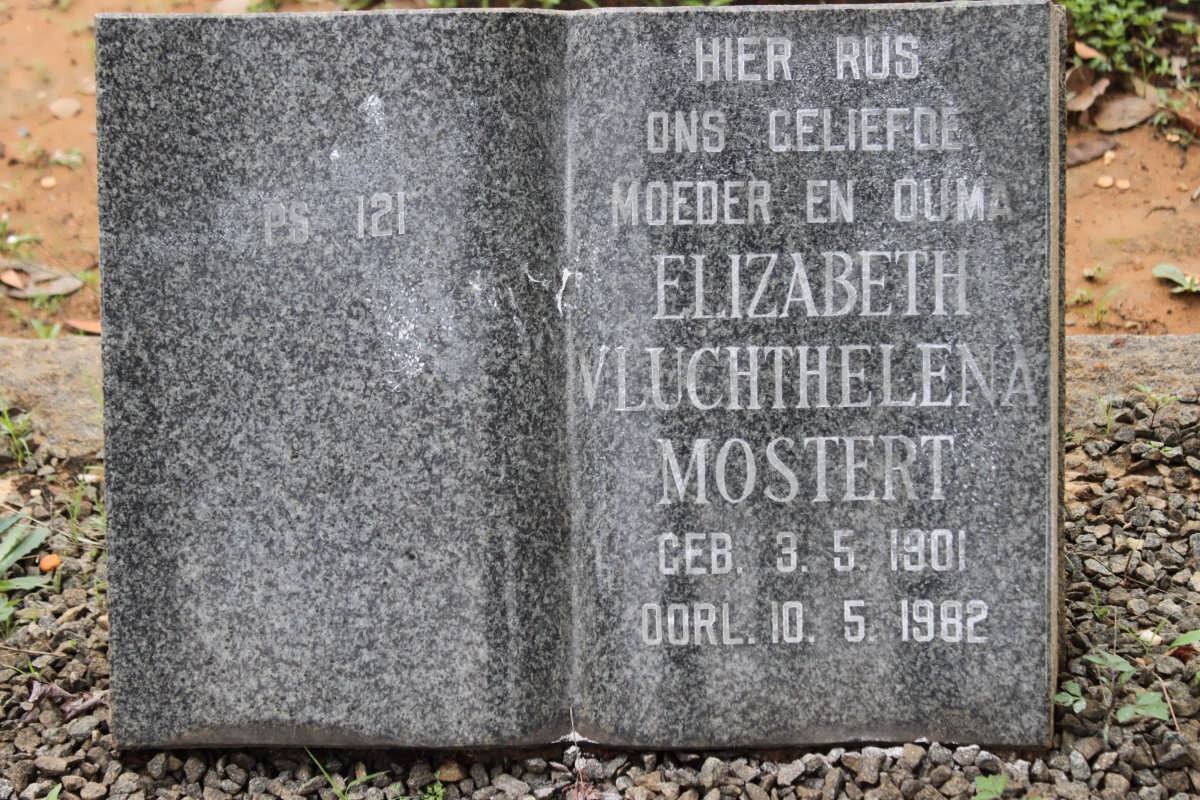 PS 121
HIER RUS
ONS GELIEFDE
MOEDER EN OUMA
ELIZABETH
VLUCHTHELENA
MOSTERT
GEB. 3. 5. 1901
OORL. 10. 5. 1982